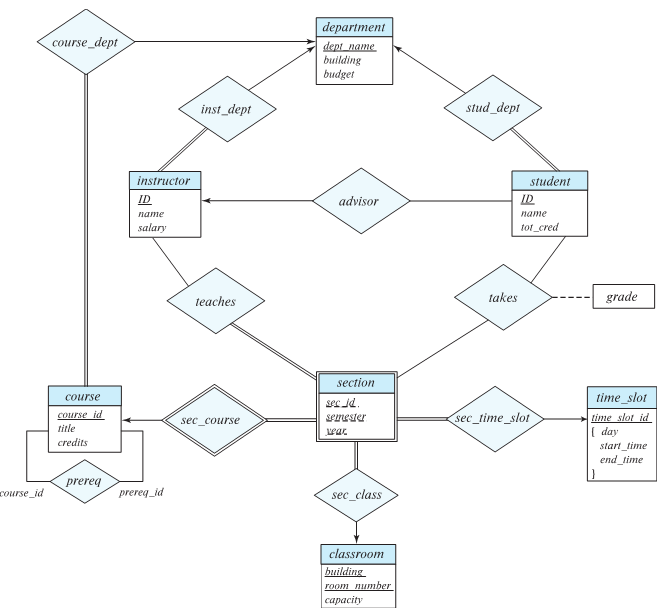 department
course_dept
dept_name
building
budget
inst_dept
stud_dept
instructor
ID
name
salary
advisor
student
ID
name
tot_cred
teaches
takes
grade
course
course_id
title
credits
sec_course
section
sec_id
semester
year
sec_time_slot
time_slot
time_slot_id
{ day
start_time
end_time
}
prereq
course_id
prereq_id
sec_class
classroom
building
room_number
capacity